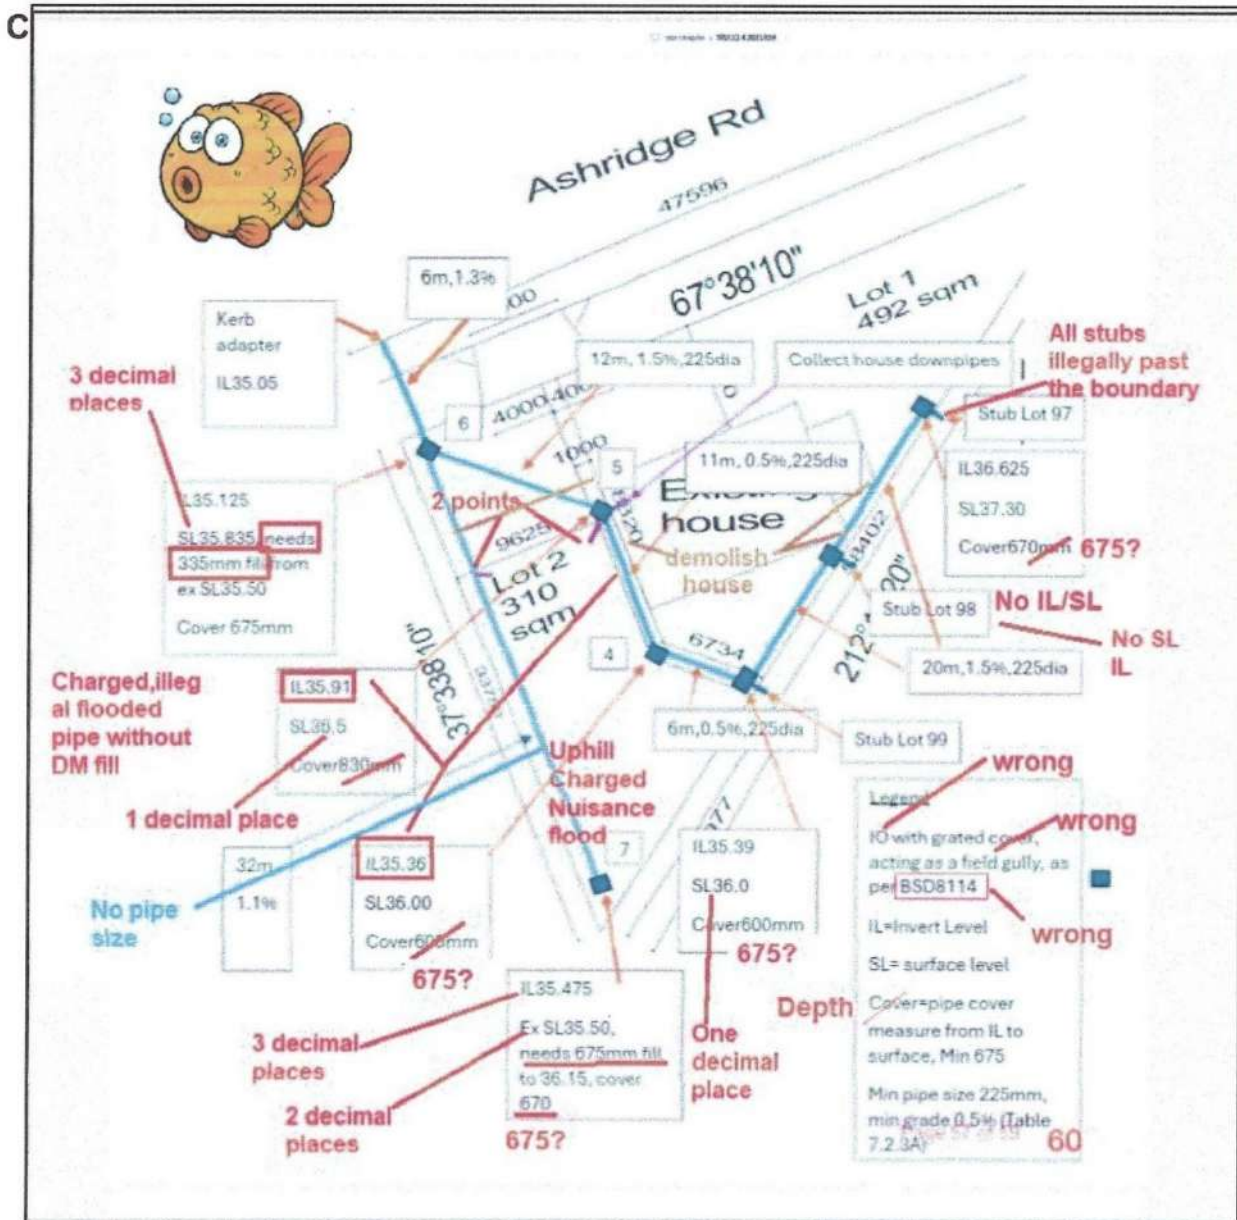 C
Ashridge Rd
47596
6m,1.3%
67°38'10"
Lot 1
492 sqm
Kerb
adapter
IL35.05
12m, 1.5%,225dia
Collect house downpipes
All stubs
illegally past
the boundary
3 decimal
places
4000
6
Stub Lot 97
1000
5
11m, 0.5%,225dia
IL36.625
SL37.30
Cover670mm
675?
IL35.125
SL35.835, needs
335mm fill from
ex SL35.50
Cover 675mm
2 points
Existing
house
9625
demolish
house
Lot 2
310
sqm
Stub Lot 98
No IL/SL
No SL
IL
6734
4
20m,1.5%,225dia
Charged,illeg
al flooded
pipe without
DM fill
IL35.91
SL36.5
Cover830mm
6m,0.5%,225dia
Stub Lot 99
Uphill
Charged
Nuisance
flood
1 decimal place
wrong
Legend
IO with grated cover,
acting as a field gully, as
per BSD8114
wrong
wrong
IL=Invert Level
SL= surface level
Cover=pipe cover
measure from IL to
surface, Min 675
Depth
Min pipe size 225mm,
min grade 0.5% (Table
7.2.3A)
60
32m
1.1%
No pipe
size
IL35.36
SL36.00
675?
7
IL35.39
SL36.0
Cover600mm
675?
One
decimal
place
IL35.475
Ex SL35.50,
needs 675mm fill
to 36.15, cover
670
675?
3 decimal
places
2 decimal
places